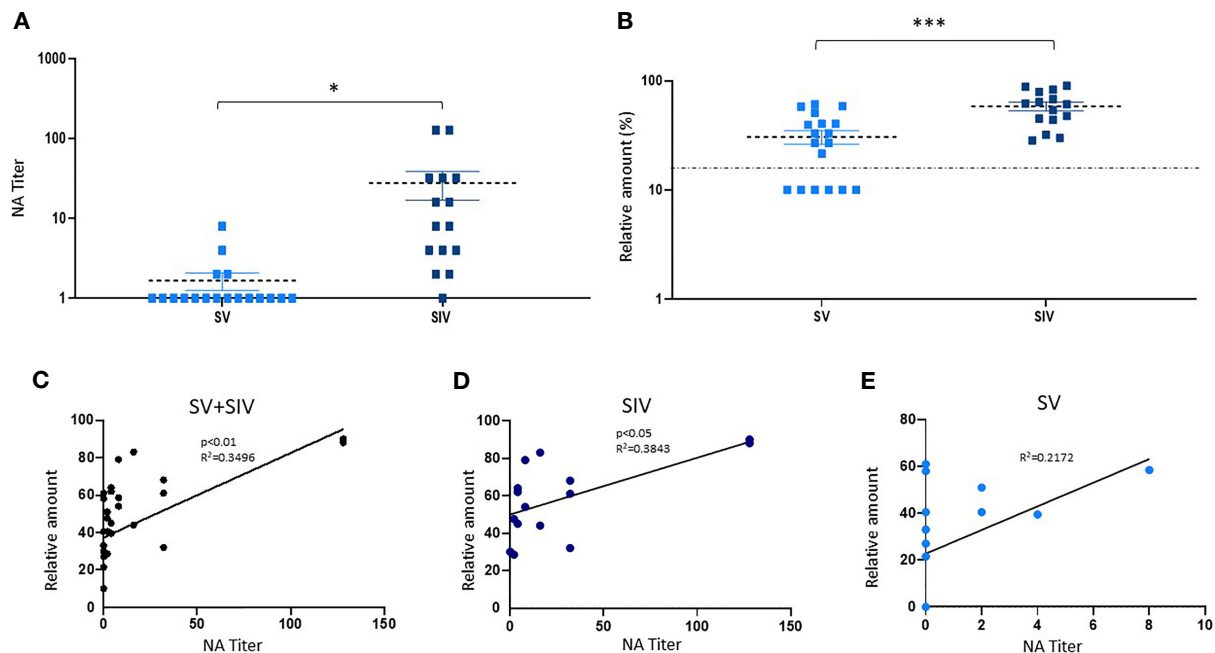 A
B
*
***
NA Titer
1000
100
10
1
SV
SIV
Relative amount (%)
100
10
1
SV
SIV
C
D
E
SV+SIV
p<0.01
R²=0.3496
Relative amount
100
80
60
40
20
0
0
50
100
150
NA Titer
SIV
p<0.05
R²=0.3843
Relative amount
100
80
60
40
20
0
0
50
100
150
NA Titer
SV
R²=0.2172
Relative amount
80
60
40
20
0
0
2
4
6
8
10
NA Titer